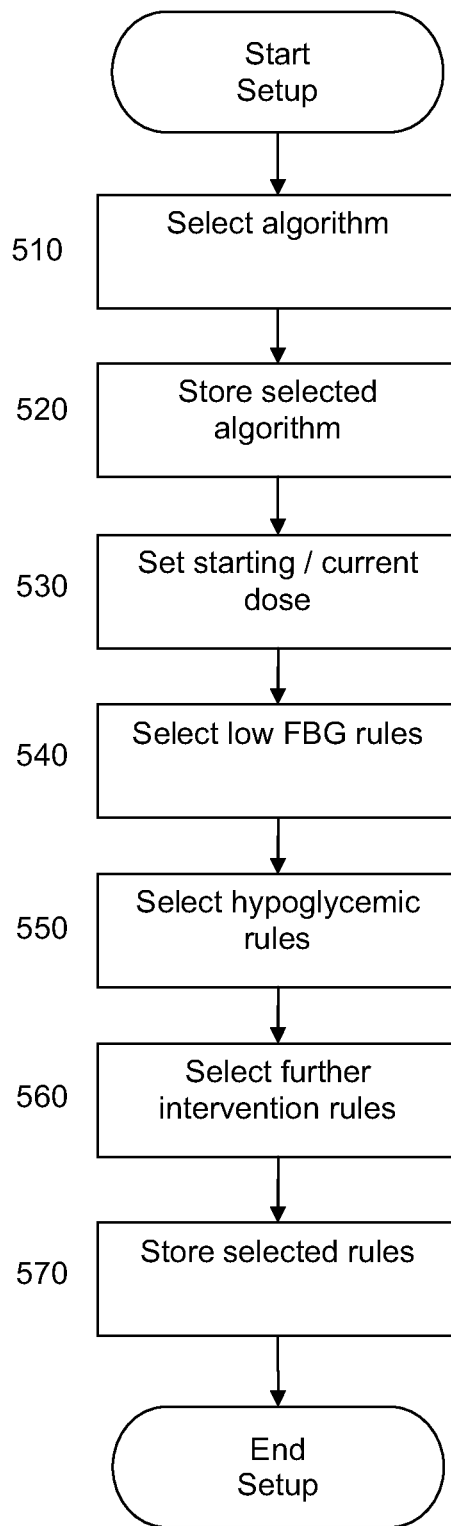 Start
Setup
510
Select algorithm
520
Store selected
algorithm
530
Set starting / current
dose
540
Select low FBG rules
550
Select hypoglycemic
rules
560
Select further
intervention rules
570
Store selected rules
End
Setup